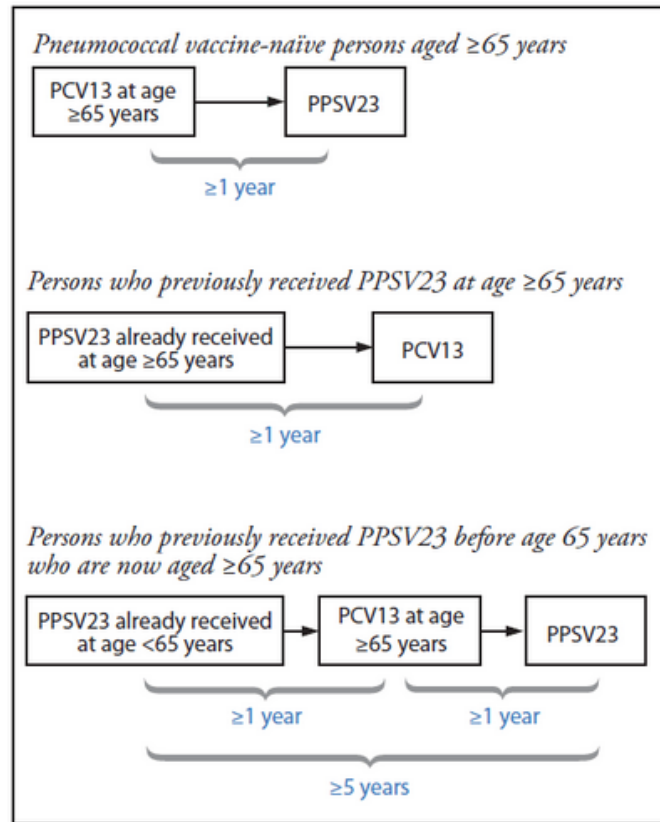 Pneumococcal vaccine-naïve persons aged ≥65 years
PCV13 at age
≥65 years
PPSV23
≥1 year
Persons who previously received PPSV23 at age ≥65 years
PPSV23 already received
at age ≥65 years
PCV13
≥1 year
Persons who previously received PPSV23 before age 65 years
who are now aged ≥65 years
PPSV23 already received
at age <65 years
PCV13 at age
≥65 years
PPSV23
≥1 year
≥1 year
≥5 years